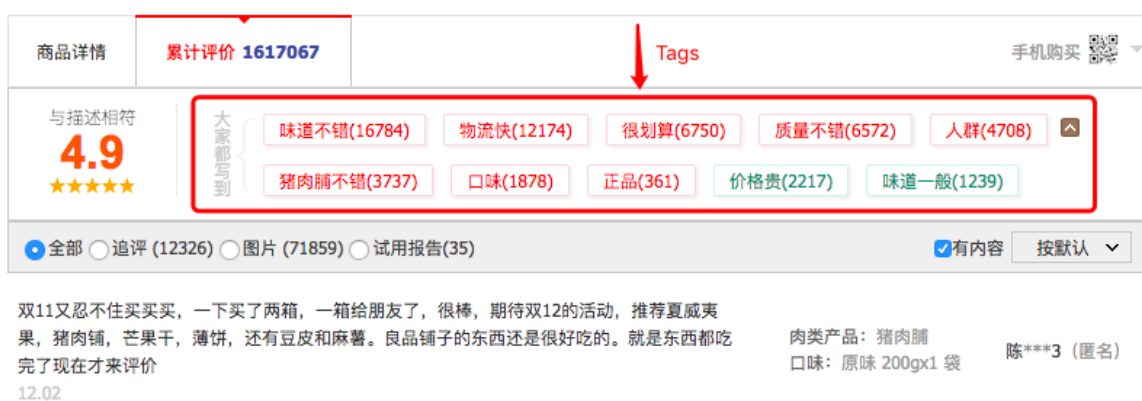 商品详情
累计评价 1617067
Tags
手机购买
与描述相符
4.9
大家都写到
味道不错(16784)
物流快(12174)
很划算(6750)
质量不错(6572)
人群(4708)
猪肉脯不错(3737)
口味(1878)
正品(361)
价格贵(2217)
味道一般(1239)
全部
追评 (12326)
图片 (71859)
试用报告(35)
有内容
按默认
双11又忍不住买买买，一下买了两箱，一箱给朋友了，很棒，期待双12的活动，推荐夏威夷
果，猪肉铺，芒果干，薄饼，还有豆皮和麻薯。良品铺子的东西还是很好吃的。就是东西都吃
完了现在才来评价
12.02
肉类产品：猪肉脯
口味：原味 200gx1 袋
陈***3（匿名）